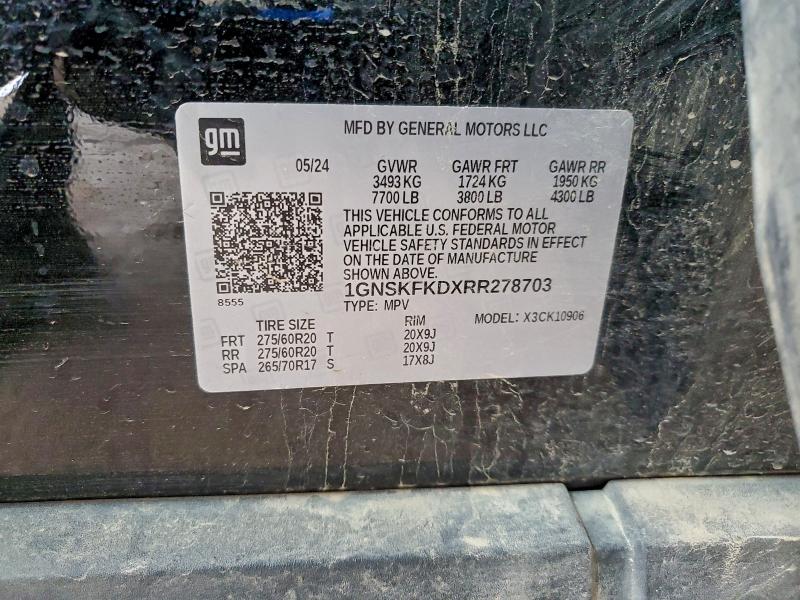 gm
MFD BY GENERAL MOTORS LLC
05/24 GVWR GAWR FRT GAWR RR
3493 KG 1724 KG 1950 KG
7700 LB 3800 LB 4300 LB
THIS VEHICLE CONFORMS TO ALL
APPLICABLE U.S. FEDERAL MOTOR
VEHICLE SAFETY STANDARDS IN EFFECT
ON THE DATE OF MANUFACTURE
SHOWN ABOVE.
8555
1GNSKFKDXRR278703
TYPE: MPV
MODEL: X3CK10906
TIRE SIZE RIM
FRT 275/60R20 T 20X9J
RR 275/60R20 T 20X9J
SPA 265/70R17 S 17X8J